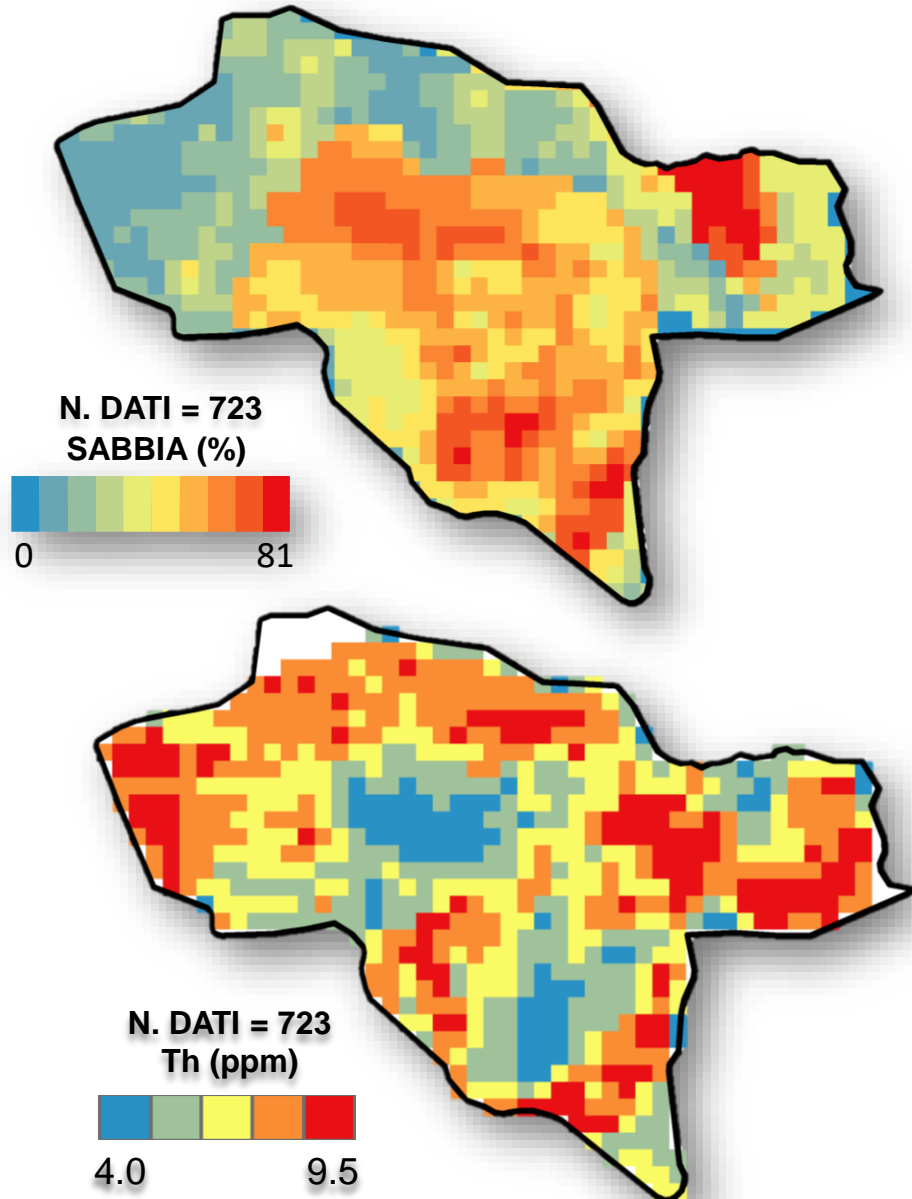 N. DATI = 723
SABBIA (%)
0 81
N. DATI = 723
Th (ppm)
4.0 9.5